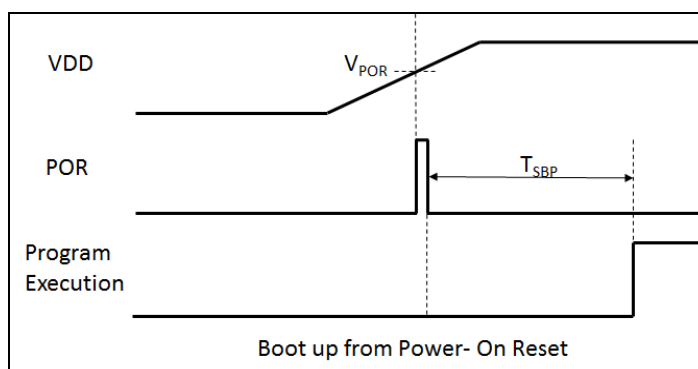 VDD
VPOR
POR
TSBP
Program
Execution
Boot up from Power- On Reset